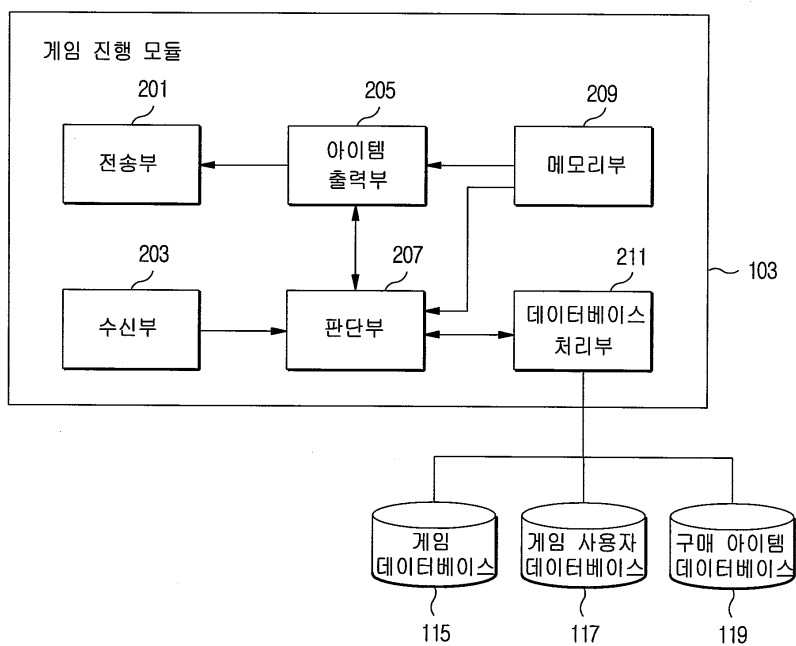 게임 진행 모듈
201
205
209
전송부
아이템
출력부
메모리부
203
207
211
103
수신부
판단부
데이터베이스
처리부
게임
데이터베이스
게임 사용자
데이터베이스
구매 아이템
데이터베이스
115
117
119